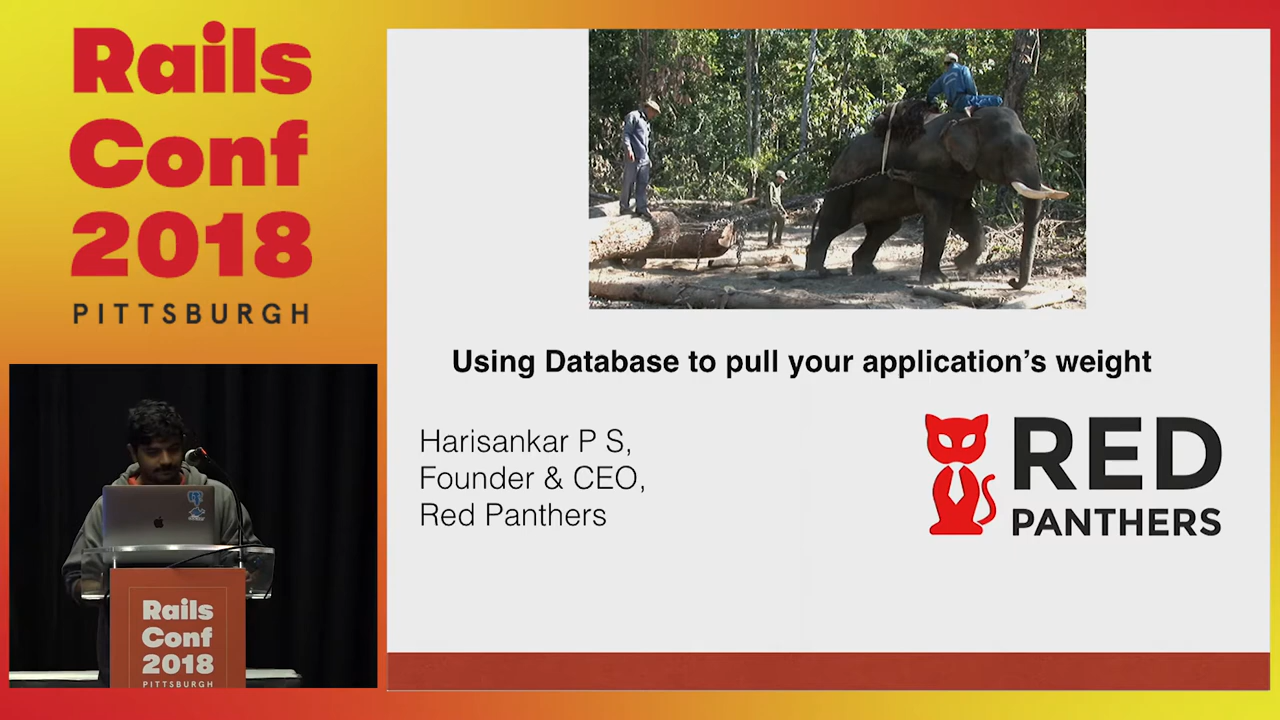 Rails
Conf
2018
PITTSBURGH
Using Database to pull your application's weight
Harisankar P S,
Founder & CEO,
Red Panthers
RED
PANTHERS
Rails
Conf
2018
PITTSBURGH